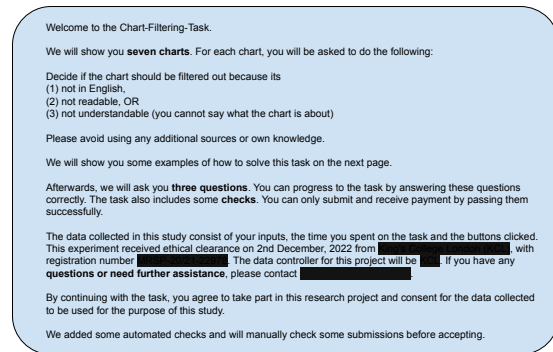 Welcome to the Chart-Filtering-Task.
We will show you seven charts. For each chart, you will be asked to do the following:
Decide if the chart should be filtered out because its
(1) not in English,
(2) not readable, OR
(3) not understandable (you cannot say what the chart is about)
Please avoid using any additional sources or own knowledge.
We will show you some examples of how to solve this task on the next page.
Afterwards, we will ask you three questions. You can progress to the task by answering these questions
correctly. The task also includes some checks. You can only submit and receive payment by passing them
successfully.
The data collected in this study consist of your inputs, the time you spent on the task and the buttons clicked.
This experiment received ethical clearance on 2nd December, 2022 from , with
registration number . The data controller for this project will be . If you have any
questions or need further assistance, please contact .
By continuing with the task, you agree to take part in this research project and consent for the data collected
to be used for the purpose of this study.
We added some automated checks and will manually check some submissions before accepting.